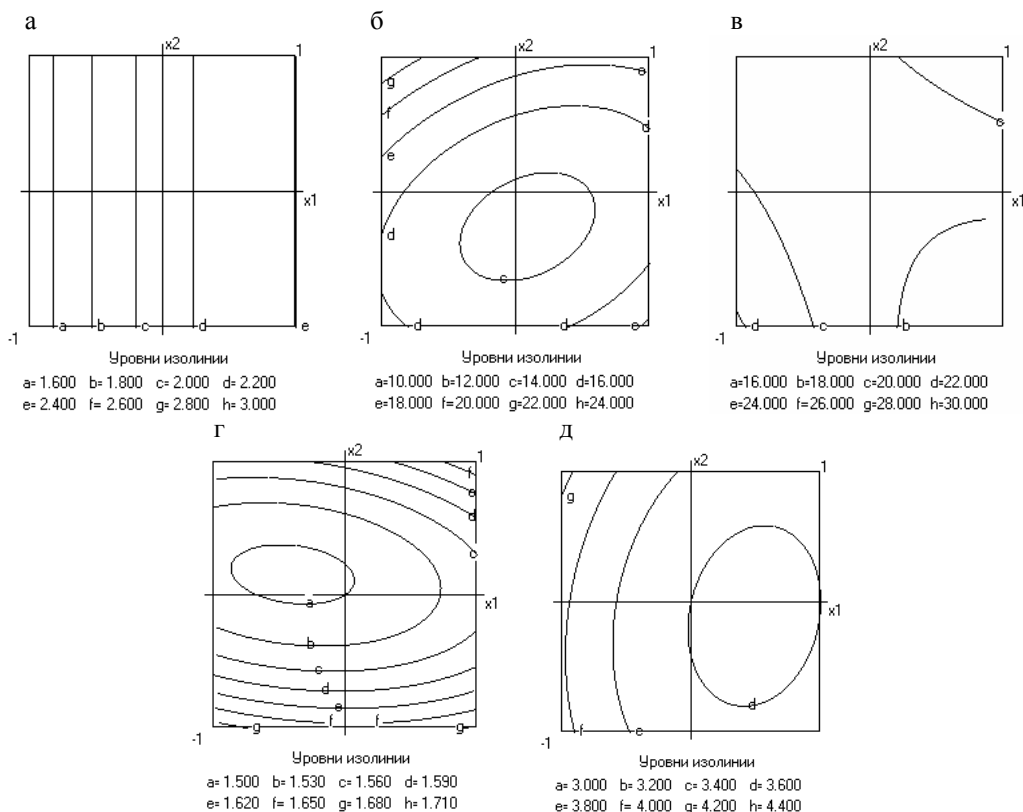 а
б
в
x2
1
x1
a
b
c
d
e
-1
Уровни изолинии
a= 1.600 b= 1.800 c= 2.000 d= 2.200
e= 2.400 f= 2.600 g= 2.800 h= 3.000
x2
1
g
f
e
d
c
e
d
x1
d
d
e
-1
Уровни изолинии
a=10.000 b=12.000 c=14.000 d=16.000
e=18.000 f=20.000 g=22.000 h=24.000
x2
1
c
x1
d
c
b
-1
Уровни изолинии
a=16.000 b=18.000 c=20.000 d=22.000
e=24.000 f=26.000 g=28.000 h=30.000
г
д
x2
1
f
e
d
c
x1
a
b
c
d
e
f
f
g
g
-1
Уровни изолинии
a= 1.500 b= 1.530 c= 1.560 d= 1.590
e= 1.620 f= 1.650 g= 1.680 h= 1.710
x2
1
g
x1
d
f
e
-1
Уровни изолинии
a= 3.000 b= 3.200 c= 3.400 d= 3.600
e= 3.800 f= 4.000 g= 4.200 h= 4.400